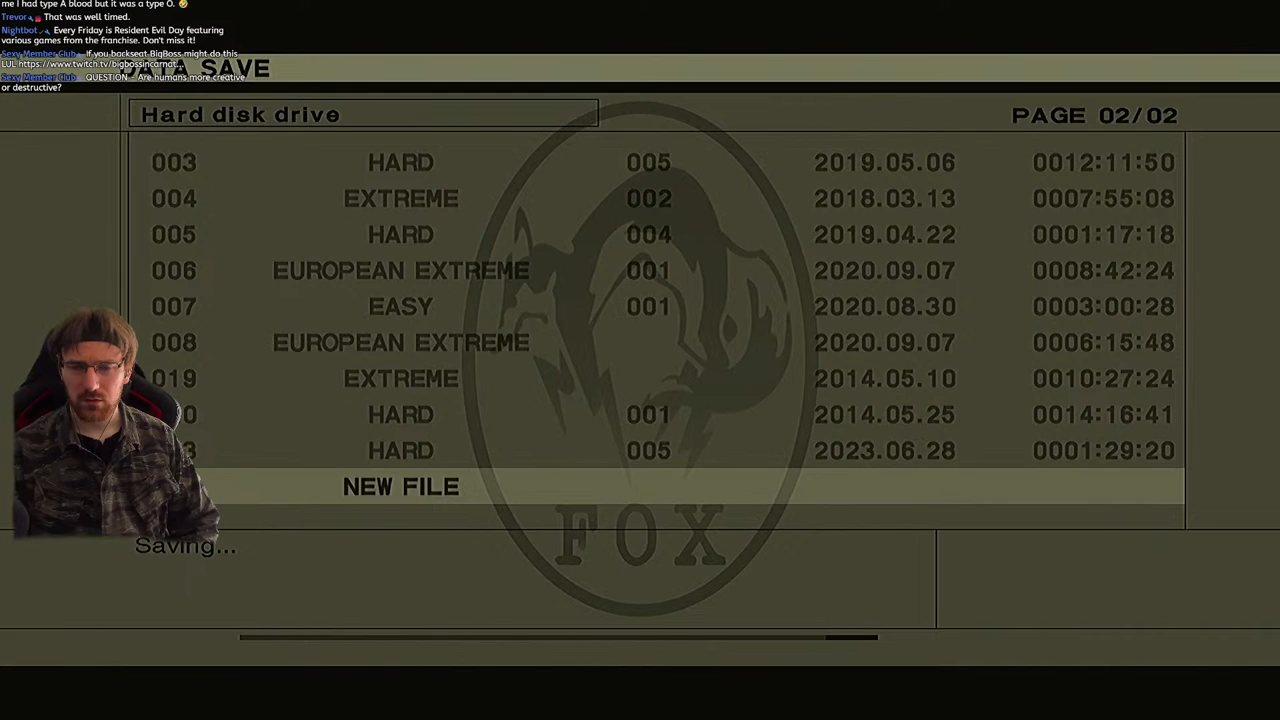 me I had type A blood but it was a type O.
Trevor That was well timed.
Nightbot Every Friday is Resident Evil Day featuring
various games from the franchise. Don't miss it!
Sexy Member Club If you backseat BigBoss might do this
LUL https://www.twitch.tv/bigbossincarnat...
Sexy Member Club QUESTION - Are humans more creative
or destructive?
DATA SAVE
Hard disk drive PAGE 02/02
003 HARD 005 2019.05.06 0012:11:50
004 EXTREME 002 2018.03.13 0007:55:08
005 HARD 004 2019.04.22 0001:17:18
006 EUROPEAN EXTREME 001 2020.09.07 0008:42:24
007 EASY 001 2020.08.30 0003:00:28
008 EUROPEAN EXTREME 2020.09.07 0006:15:48
019 EXTREME 2014.05.10 0010:27:24
HARD 001 2014.05.25 0014:16:41
HARD 005 2023.06.28 0001:29:20
NEW FILE
FOX
Saving...